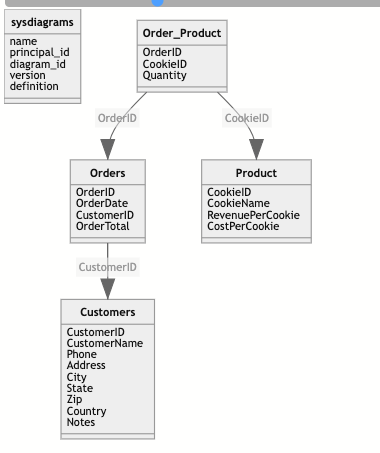 sysdiagrams
name
principal_id
diagram_id
version
definition
Order_Product
OrderID
CookieID
Quantity
OrderID
CookieID
Orders
OrderID
OrderDate
CustomerID
OrderTotal
Product
CookieID
CookieName
RevenuePerCookie
CostPerCookie
CustomerID
Customers
CustomerID
CustomerName
Phone
Address
City
State
Zip
Country
Notes